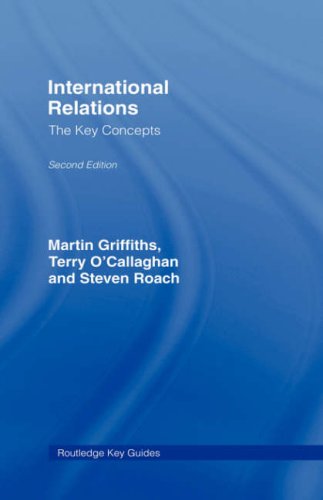 International
Relations
The Key Concepts
Second Edition
Martin Griffiths,
Terry O'Callaghan
and Steven Roach
Routledge Key Guides